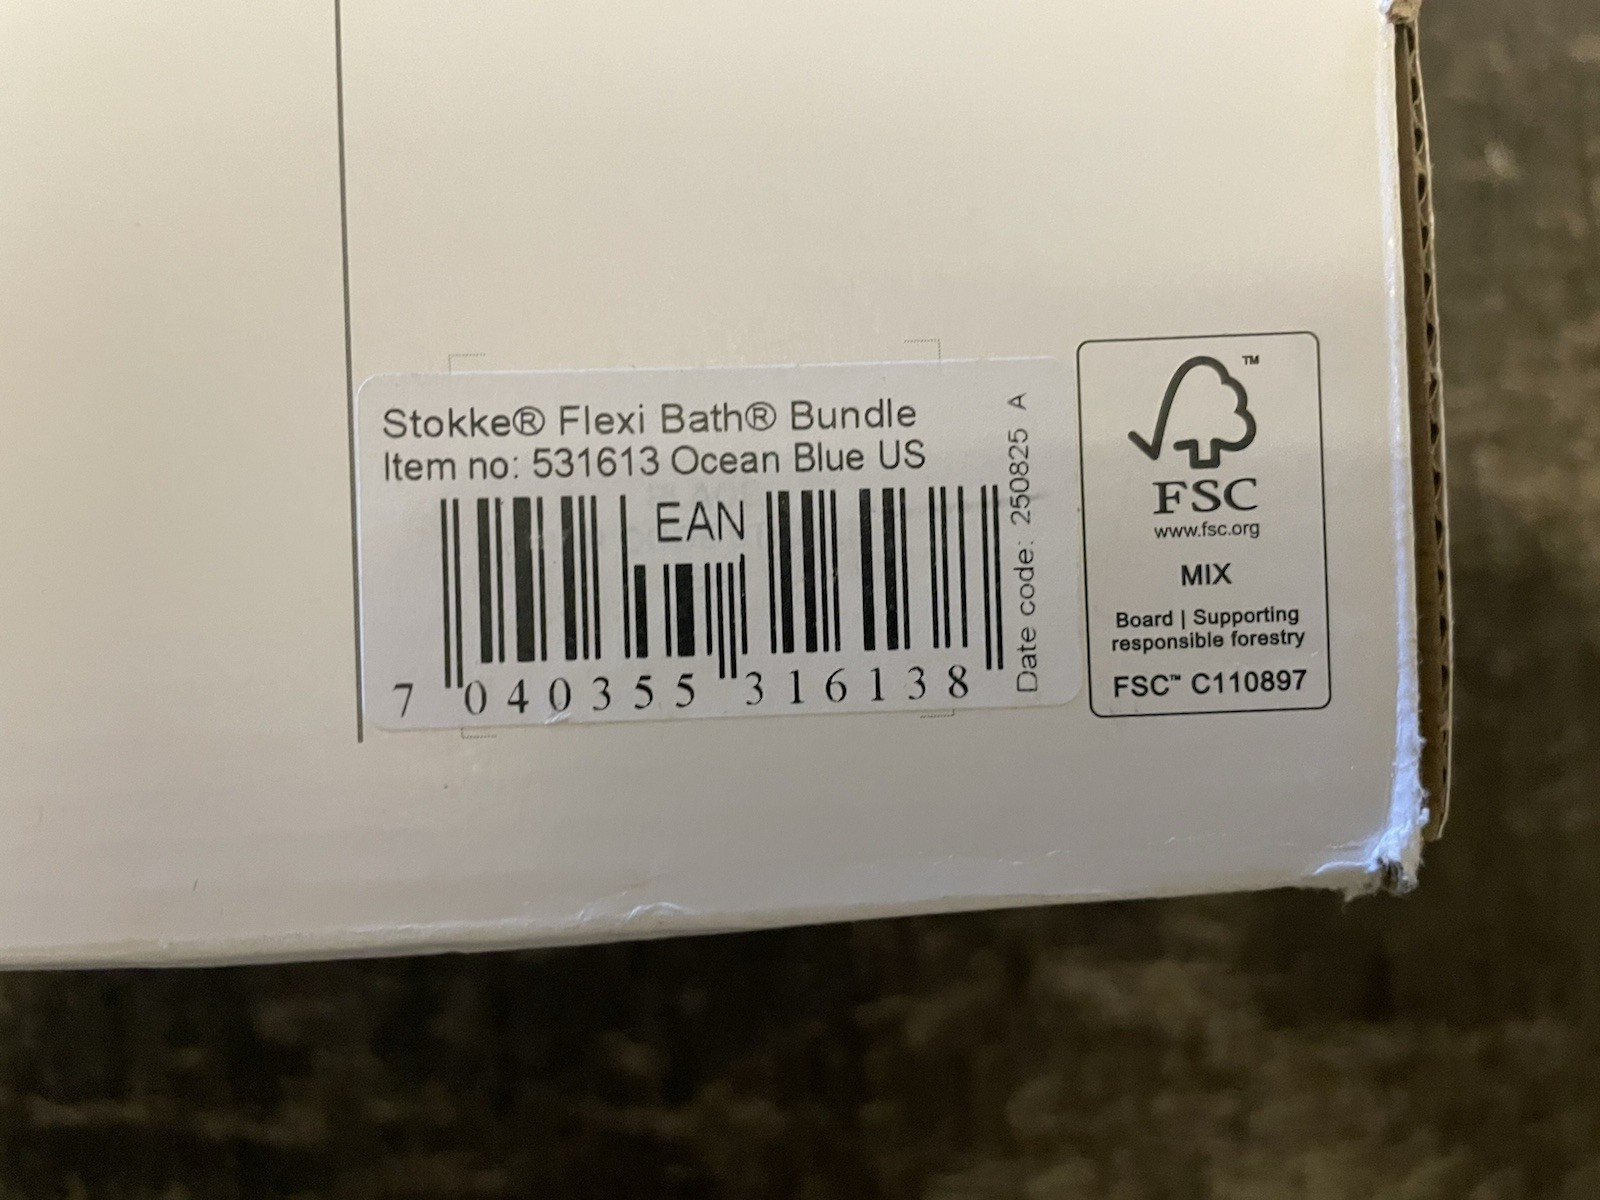 Stokke® Flexi Bath® Bundle
Item no: 531613 Ocean Blue US
EAN
7 040355 316138
Date code: 250825 A
TM
FSC
www.fsc.org
MIX
Board | Supporting
responsible forestry
FSC™ C110897